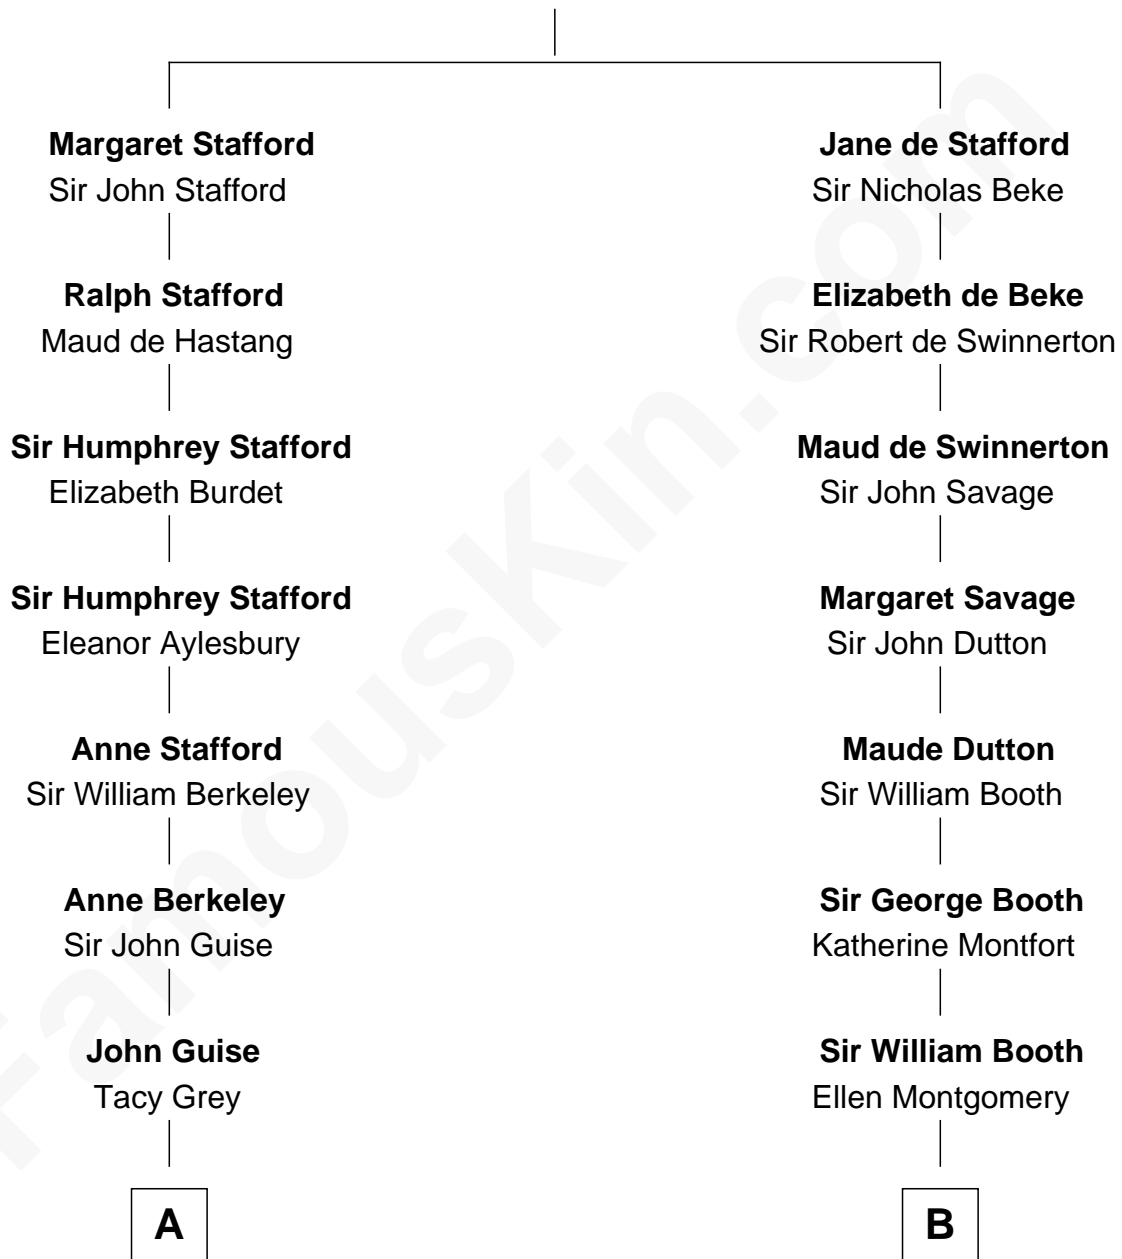 Margaret Stafford
Sir John Stafford
Ralph Stafford
Maud de Hastang
Sir Humphrey Stafford
Elizabeth Burdet
Sir Humphrey Stafford
Eleanor Aylesbury
Anne Stafford
Sir William Berkeley
Anne Berkeley
Sir John Guise
John Guise
Tacy Grey
A
Jane de Stafford
Sir Nicholas Beke
Elizabeth de Beke
Sir Robert de Swinnerton
Maud de Swinnerton
Sir John Savage
Margaret Savage
Sir John Dutton
Maude Dutton
Sir William Booth
Sir George Booth
Katherine Montfort
Sir William Booth
Ellen Montgomery
B
FamousKin.com